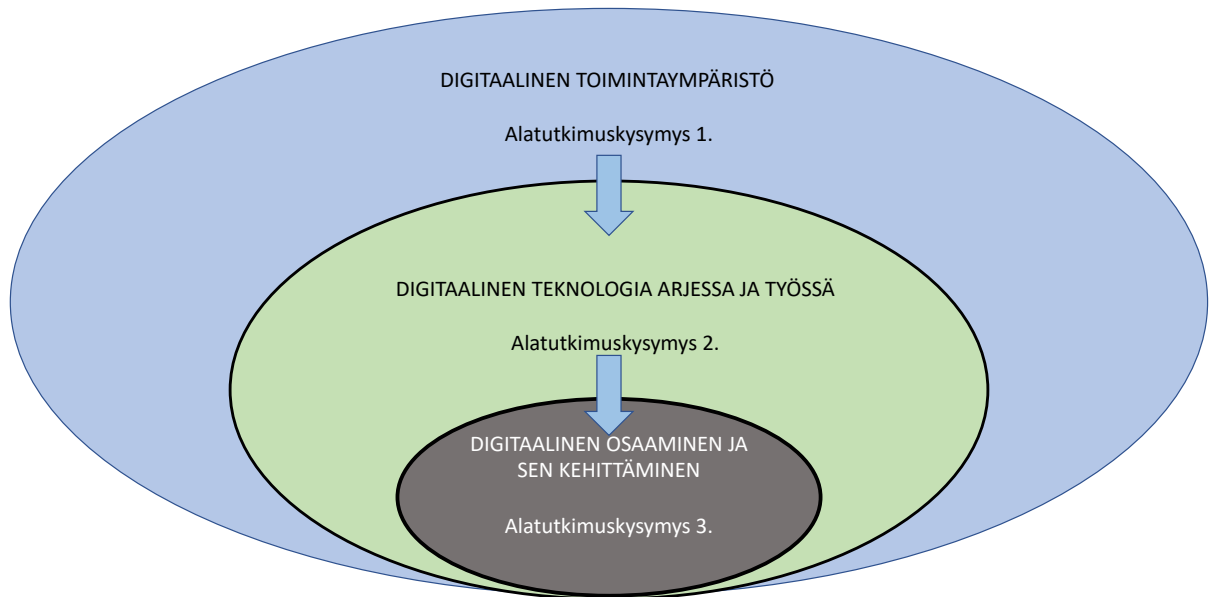 DIGITAALINEN TOIMINTAYMPÄRISTÖ
Alatutkimuskysymys 1.
DIGITAALINEN TEKNOLOGIA ARJESSA JA TYÖSSÄ
Alatutkimuskysymys 2.
DIGITAALINEN OSAAMINEN JA
SEN KEHITTÄMINEN
Alatutkimuskysymys 3.